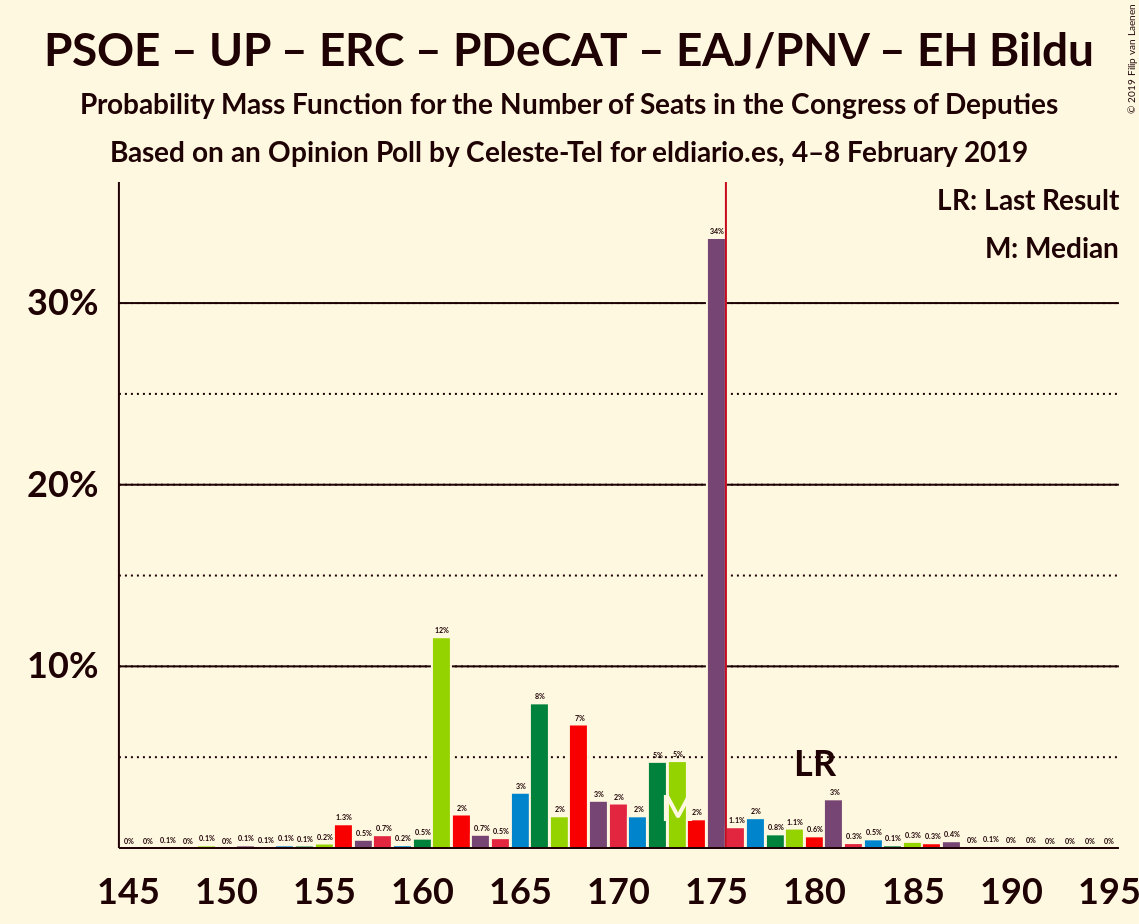 PSOE – UP – ERC – PDeCAT – EAJ/PNV – EH Bildu
Probability Mass Function for the Number of Seats in the Congress of Deputies
Based on an Opinion Poll by Celeste-Tel for eldiario.es, 4–8 February 2019
© 2019 Filip van Laenen
LR: Last Result
M: Median
34%
30%
20%
12%
10%
8%
7%
LR
5% 5%
3% 3% 2% 3%
M
1.3% 2% 2% 2% 2% 2% 1.1% 2% 1.1%
0% 0% 0.1% 0% 0.1% 0% 0.1% 0.1% 0.1% 0.1% 0.2% 0.5% 0.7% 0.2% 0.5% 0.7% 0.5% 0.8% 0.6% 0.3% 0.5% 0.1% 0.3% 0.3% 0.4% 0% 0.1% 0% 0% 0% 0% 0% 0%
145 150 155 160 165 170 175 180 185 190 195